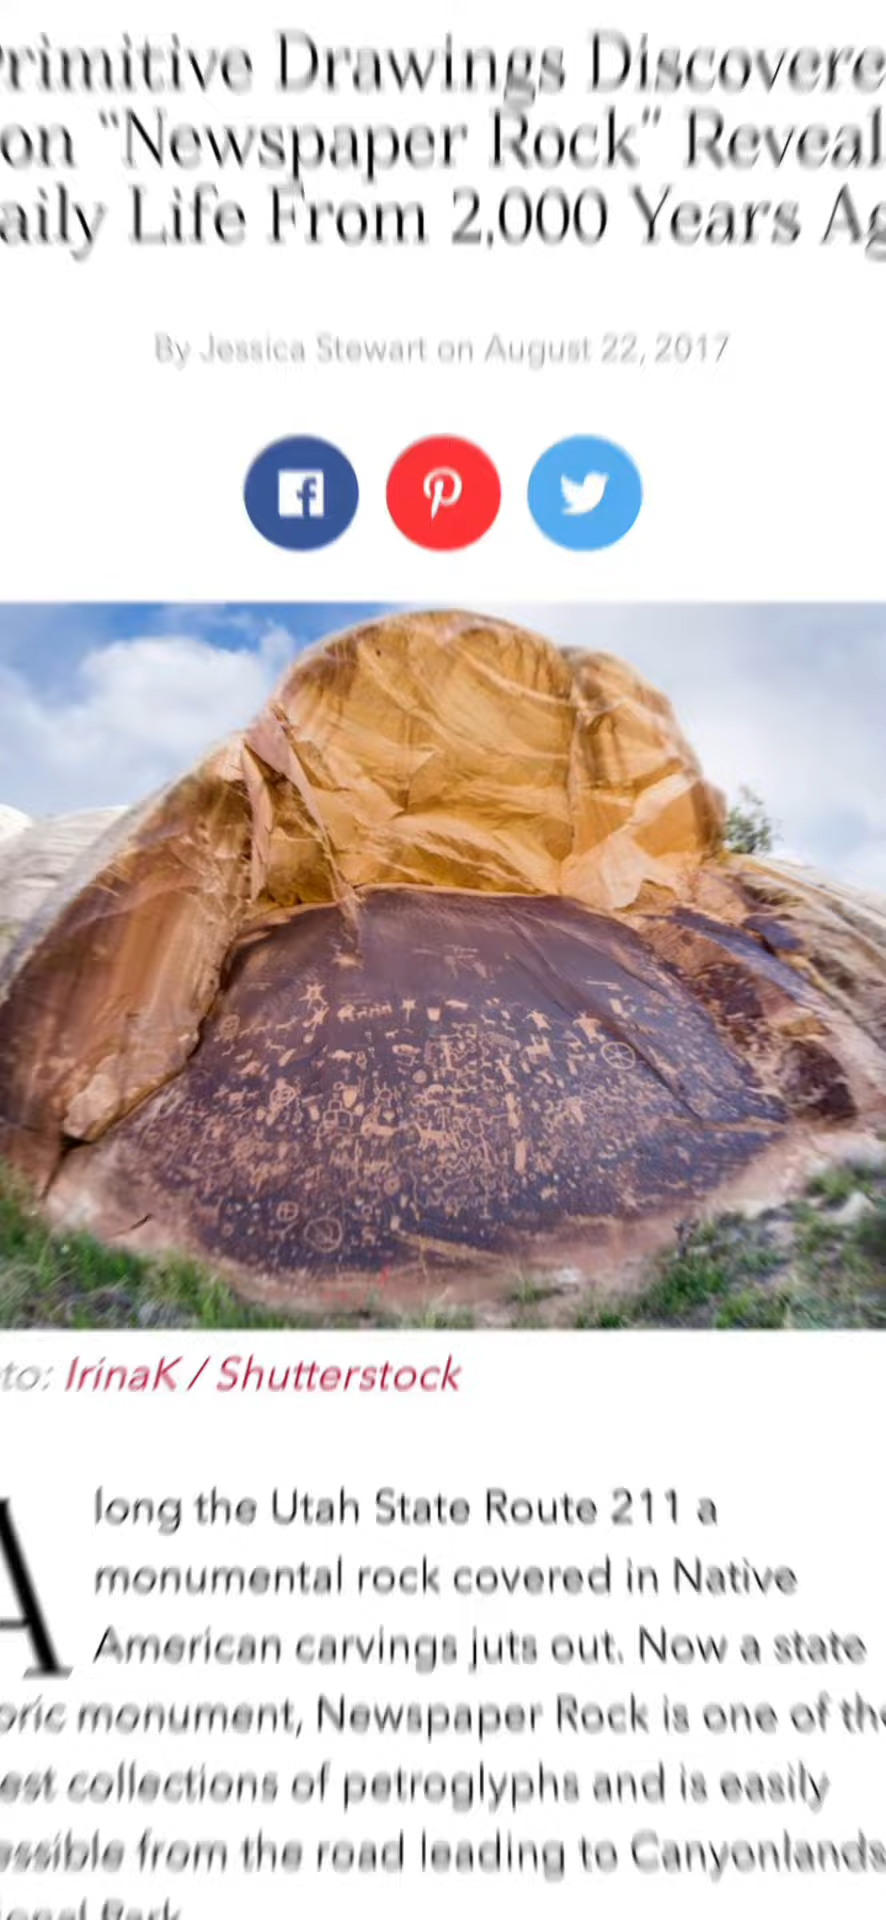 rimitive Drawings Discovere
on “Newspaper Rock” Reveal
aily Life From 2,000 Years Ag
By Jessica Stewart on August 22, 2017
to: IrinaK / Shutterstock
A long the Utah State Route 211 a
monumental rock covered in Native
American carvings juts out. Now a state
oric monument, Newspaper Rock is one of the
est collections of petroglyphs and is easily
essible from the road leading to Canyonlands
ional Park